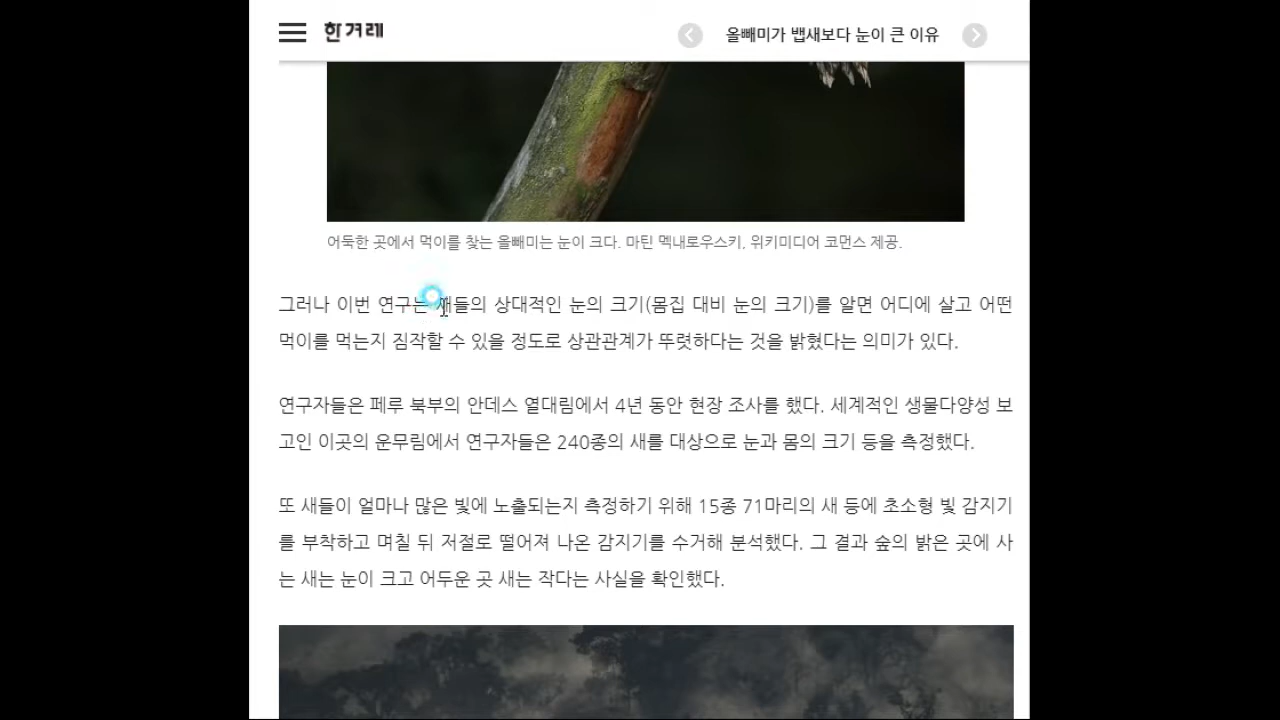 한겨레
올빼미가 뱁새보다 눈이 큰 이유
어둑한 곳에서 먹이를 찾는 올빼미는 눈이 크다. 마틴 멕내로우스키, 위키미디어 코먼스 제공.
그러나 이번 연구는 새들의 상대적인 눈의 크기(몸집 대비 눈의 크기)를 알면 어디에 살고 어떤
먹이를 먹는지 짐작할 수 있을 정도로 상관관계가 뚜렷하다는 것을 밝혔다는 의미가 있다.
연구자들은 페루 북부의 안데스 열대림에서 4년 동안 현장 조사를 했다. 세계적인 생물다양성 보
고인 이곳의 운무림에서 연구자들은 240종의 새를 대상으로 눈과 몸의 크기 등을 측정했다.
또 새들이 얼마나 많은 빛에 노출되는지 측정하기 위해 15종 71마리의 새 등에 초소형 빛 감지기
를 부착하고 며칠 뒤 저절로 떨어져 나온 감지기를 수거해 분석했다. 그 결과 숲의 밝은 곳에 사
는 새는 눈이 크고 어두운 곳 새는 작다는 사실을 확인했다.